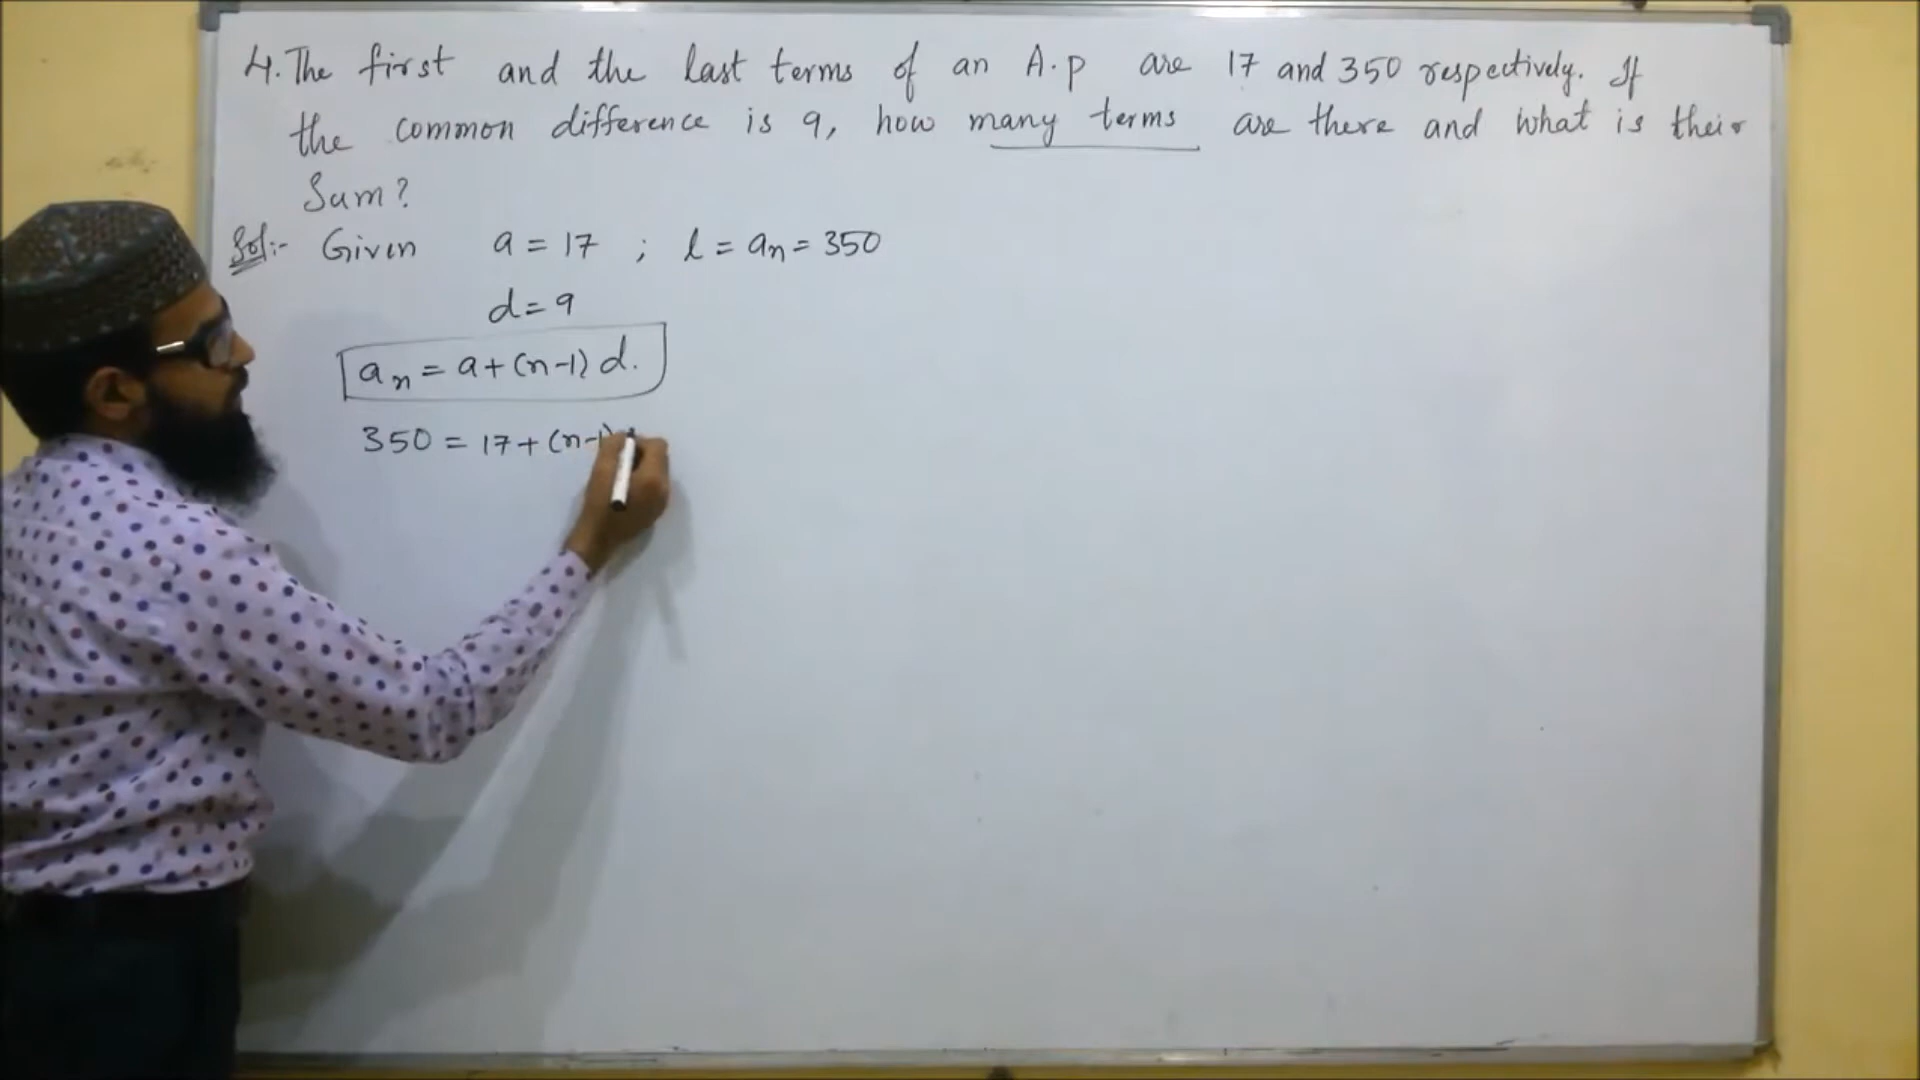 4. The first and the last terms of an A.p are 17 and 350 respectively. If
the common difference is 9, how many terms are there and what is their
Sum?
Sol:- Given a = 17 ; l = an = 350
d = 9
an = a + (n-1) d.
350 = 17 + (n-1)